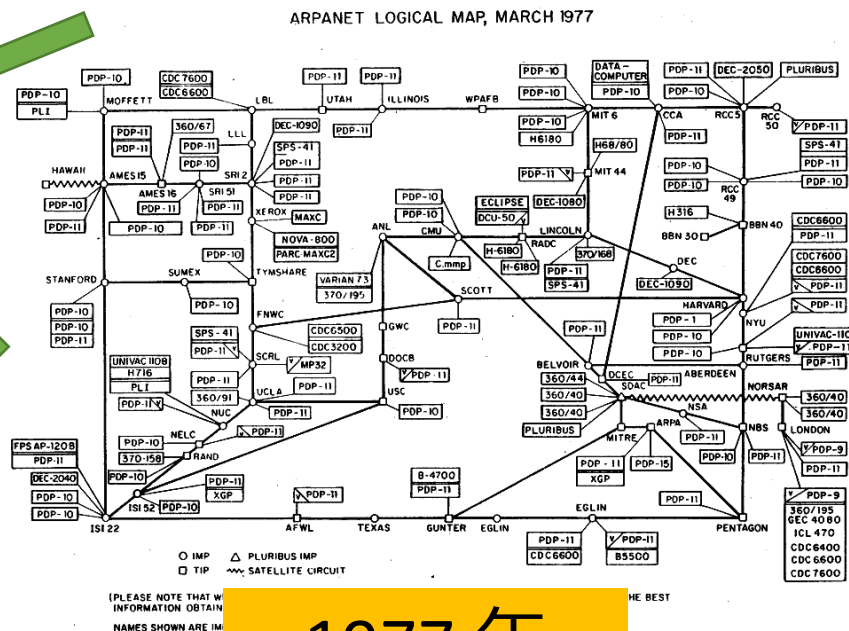 ARPANET LOGICAL MAP, MARCH 1977
PDP-10
CDC7600
CDC6600
PDP-11
PDP-11
PDP-10
DATA-
COMPUTER
PDP-10
PDP-11
DEC-2050
PLURIBUS
PDP-10
PLI
MOFFETT
LBL
UTAH
ILLINOIS
WPAFB
PDP-10
MIT 6
CCA
PDP-10
RCC5
RCC
50
PDP-11
PDP-11
PDP-11
360/67
LLL
PDP-11
DEC-1090
PDP-11
PDP-10
H6180
PDP-11
SPS-41
PDP-11
PDP-10
HAWAII
AMES15
AMES16
PDP-10
SRI 51
SRI 2
SPS-41
PDP-11
PDP-11
PDP-11
PDP-11
H68/80
MIT 44
DEC-1080
PDP-10
PDP-10
RCC
49
PDP-10
PDP-11
PDP-10
PDP-11
PDP-11
XEROX
MAXC
NOVA-800
PARC-MAXC2
PDP-10
PDP-10
ECLIPSE
DCU-50
H316
BBN 40
BBN 30
ANL
CMU
C.mmp
RADC
H-6180
H-6180
LINCOLN
370/168
PDP-11
SPS-41
DEC
DEC-1090
CDC6600
PDP-11
CDC7600
CDC6600
PDP-11
PDP-11
STANFORD
PDP-10
PDP-10
PDP-11
SUMEX
PDP-10
PDP-10
TYMSHARE
VARIAN 73
370/195
SCOTT
PDP-11
HARVARD
PDP-1
PDP-10
PDP-10
NYU
FNWC
CDC6500
CDC3200
GWC
SPS-41
PDP-11
SCRL
MP32
DOCB
PDP-11
PDP-11
BELVOIR
UNIVAC-110
PDP-11
PDP-11
RUTGERS
ABERDEEN
UNIVAC 1108
H716
PLI
PDP-11
PDP-11
360/91
UCLA
PDP-11
PDP-11
USC
PDP-10
360/44
360/40
360/40
PLURIBUS
DCEC
PDP-11
SDAC
NORSAR
360/40
360/40
NUC
NELC
PDP-11
PDP-10
370-158
RAND
NSA
PDP-11
ARPA
MITRE
NBS
PDP-10
PDP-11
LONDON
PDP-9
PDP-11
FPS AP-120B
PDP-11
DEC-2040
PDP-10
PDP-10
PDP-10
PDP-11
XGP
ISI 52
PDP-10
PDP-11
B-4700
PDP-11
PDP-11
XGP
PDP-15
PDP-11
PDP-9
360/195
GEC 4080
ICL 470
CDC6400
CDC6600
CDC7600
ISI 22
AFWL
TEXAS
GUNTER
EGLIN
EGLIN
PENTAGON
PDP-11
CDC6600
PDP-11
B5500
IMP
PLURIBUS IMP
TIP
SATELLITE CIRCUIT
(PLEASE NOTE THAT
HE BEST
INFORMATION OBTAIN
NAMES SHOWN ARE
1977 年